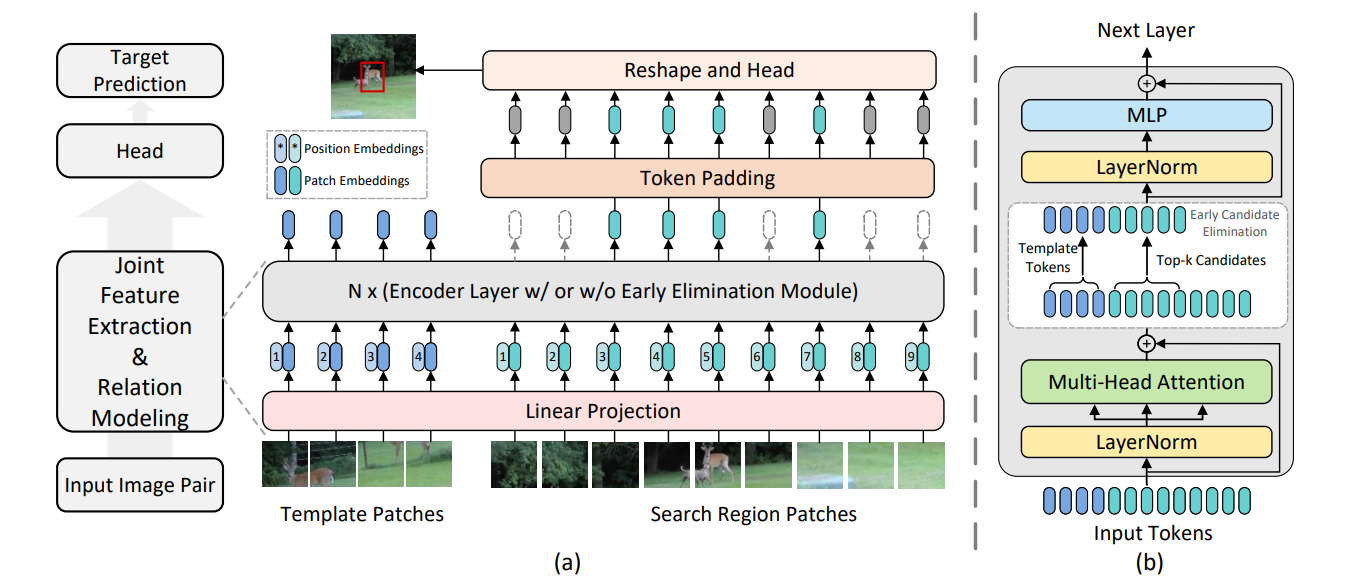 Target
Prediction
Head
Joint
Feature
Extraction
&
Relation
Modeling
Input Image Pair
Reshape and Head
* * Position Embeddings
Patch Embeddings
Token Padding
N x (Encoder Layer w/ or w/o Early Elimination Module)
1 2 3 4 1 2 3 4 5 6 7 8 9
Linear Projection
Template Patches
Search Region Patches
(a)
Next Layer
+
MLP
LayerNorm
Early Candidate
Elimination
Template
Tokens
Top-k Candidates
+
Multi-Head Attention
LayerNorm
Input Tokens
(b)